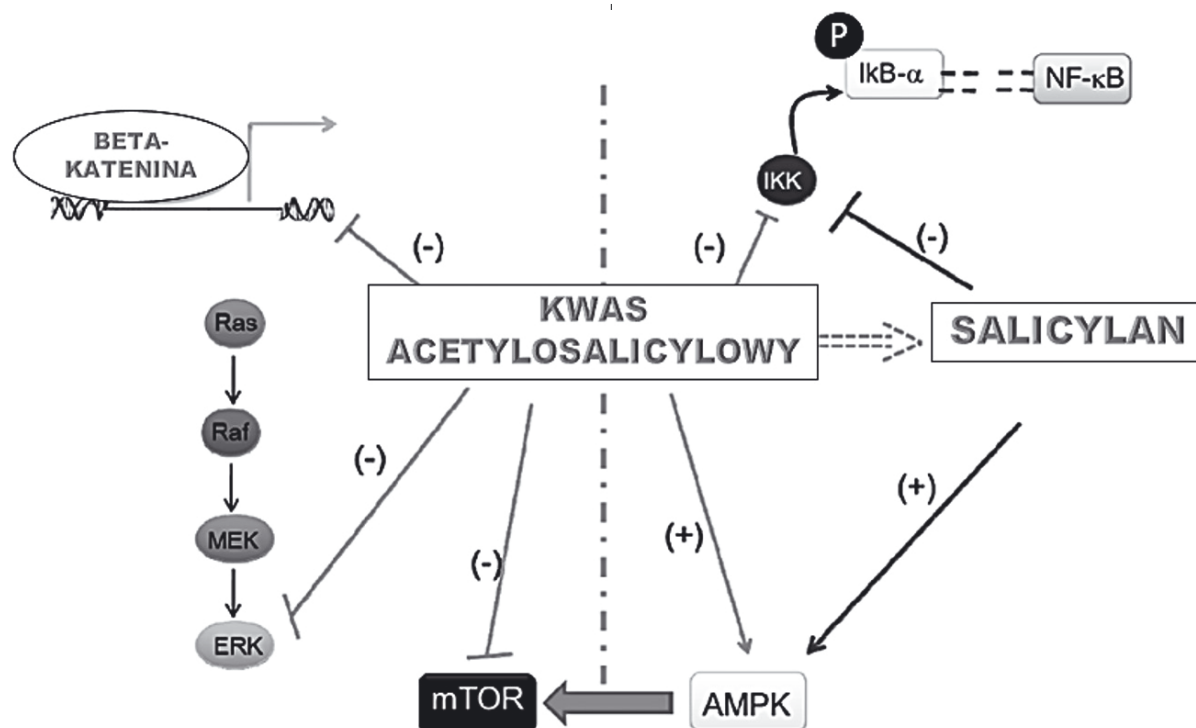 P
IkB-α
NF-κB
BETA-
KATENINA
IKK
(-)
(-)
(-)
KWAS
ACETYLOSALICYLOWY
SALICYLAN
Ras
Raf
MEK
ERK
(-)
(-)
(+)
(+)
mTOR
AMPK